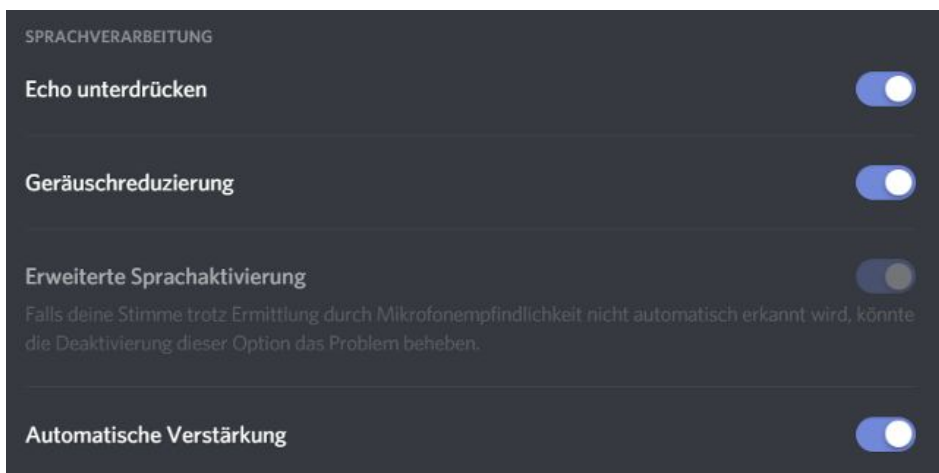 SPRACHVERARBEITUNG
Echo unterdrücken
Geräuschreduzierung
Erweiterte Sprachaktivierung
Falls deine Stimme trotz Ermittlung durch Mikrofonempfindlichkeit nicht automatisch erkannt wird, könnte
die Deaktivierung dieser Option das Problem beheben.
Automatische Verstärkung